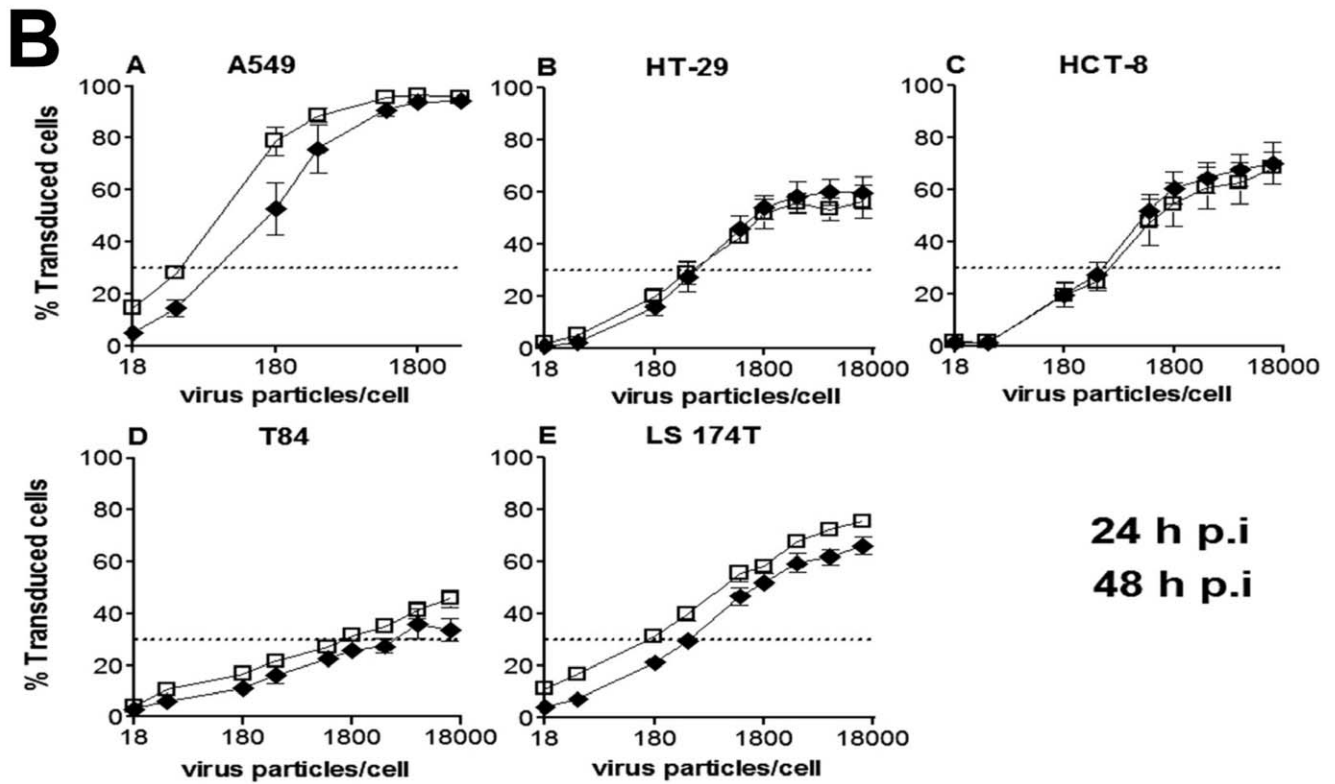 B
A A549
100
80
60
40
20
0
% Transduced cells
18 180 1800
virus particles/cell
B HT-29
100
80
60
40
20
0
18 180 1800 18000
virus particles/cell
C HCT-8
100
80
60
40
20
0
18 180 1800 18000
virus particles/cell
D T84
100
80
60
40
20
0
% Transduced cells
18 180 1800 18000
virus particles/cell
E LS 174T
100
80
60
40
20
0
18 180 1800 18000
virus particles/cell
24 h p.i
48 h p.i